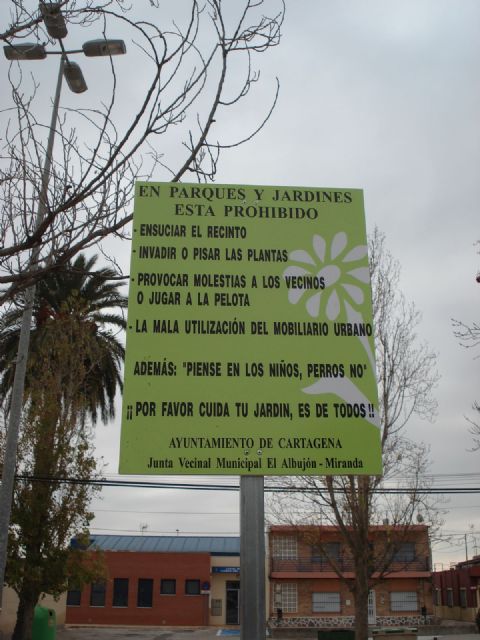 EN PARQUES Y JARDINES
ESTA PROHIBIDO
- ENSUCIAR EL RECINTO
- INVADIR O PISAR LAS PLANTAS
- PROVOCAR MOLESTIAS A LOS VECINOS
O JUGAR A LA PELOTA
- LA MALA UTILIZACIÓN DEL MOBILIARIO URBANO
ADEMÁS: "PIENSE EN LOS NIÑOS, PERROS NO"
¡¡POR FAVOR CUIDA TU JARDIN, ES DE TODOS!!
AYUNTAMIENTO DE CARTAGENA
Junta Vecinal Municipal El Albujón - Miranda